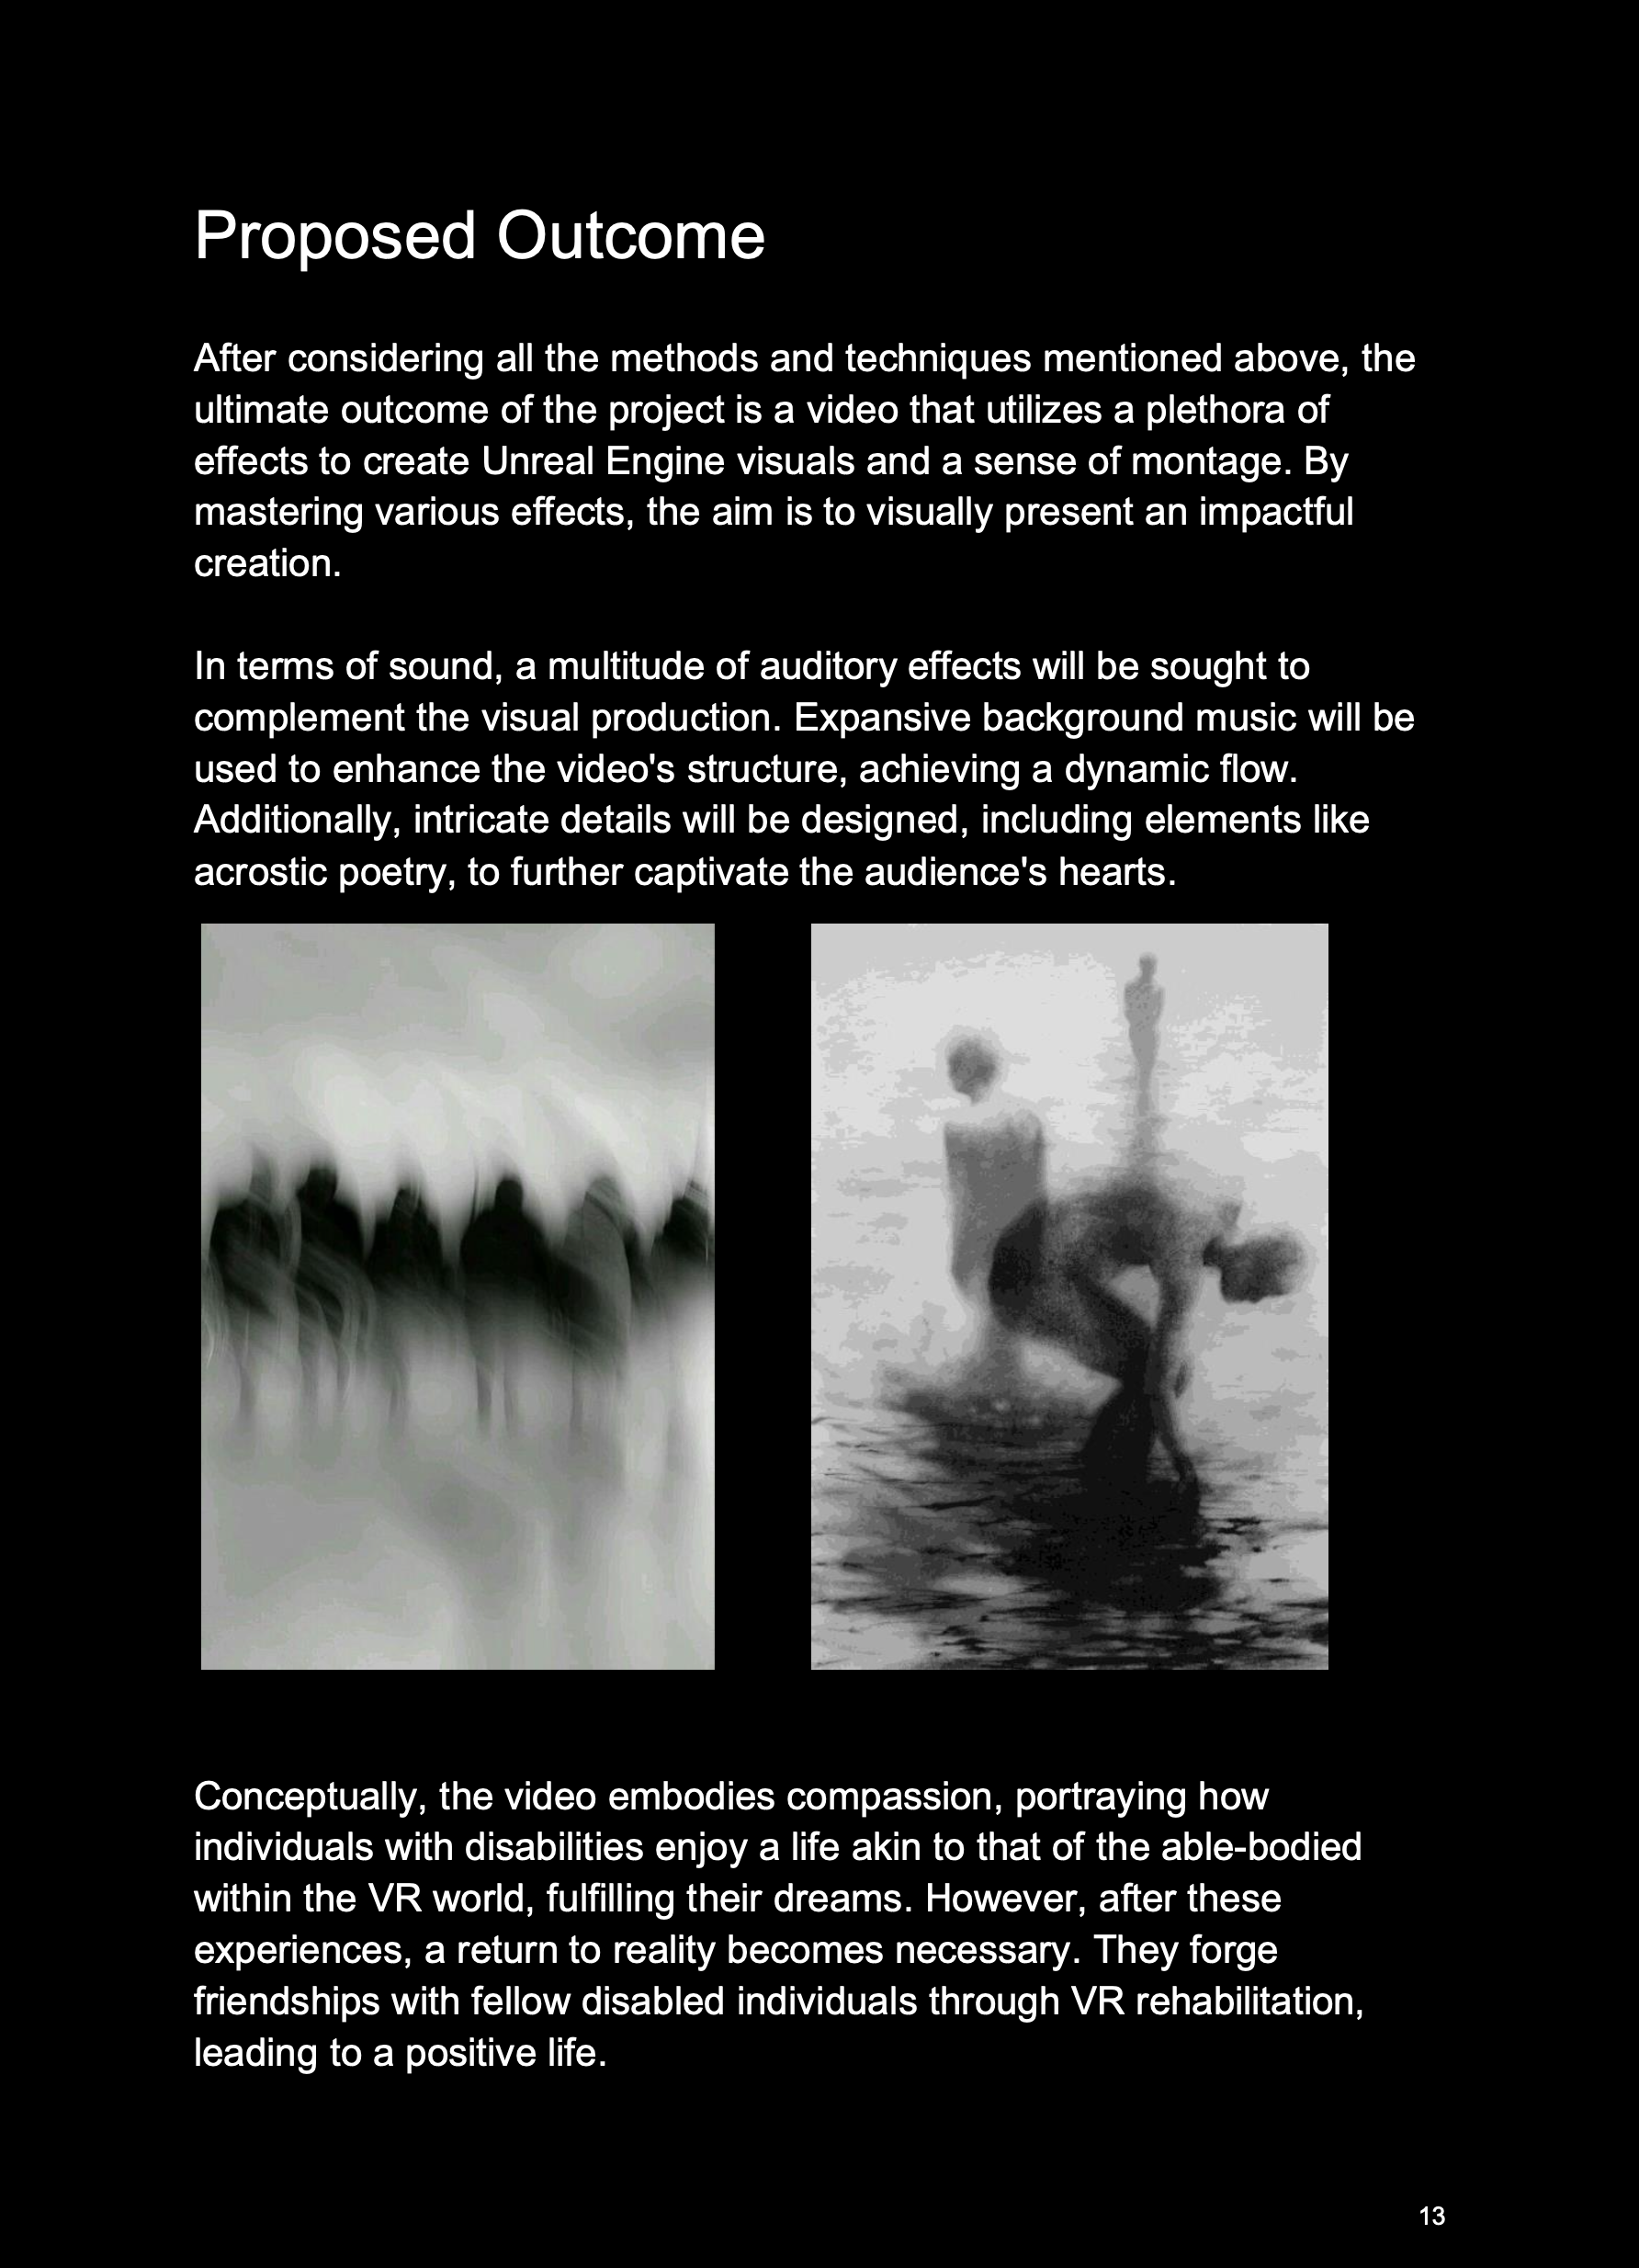 Proposed Outcome
After considering all the methods and techniques mentioned above, the
ultimate outcome of the project is a video that utilizes a plethora of
effects to create Unreal Engine visuals and a sense of montage. By
mastering various effects, the aim is to visually present an impactful
creation.
In terms of sound, a multitude of auditory effects will be sought to
complement the visual production. Expansive background music will be
used to enhance the video's structure, achieving a dynamic flow.
Additionally, intricate details will be designed, including elements like
acrostic poetry, to further captivate the audience's hearts.
Conceptually, the video embodies compassion, portraying how
individuals with disabilities enjoy a life akin to that of the able-bodied
within the VR world, fulfilling their dreams. However, after these
experiences, a return to reality becomes necessary. They forge
friendships with fellow disabled individuals through VR rehabilitation,
leading to a positive life.
13